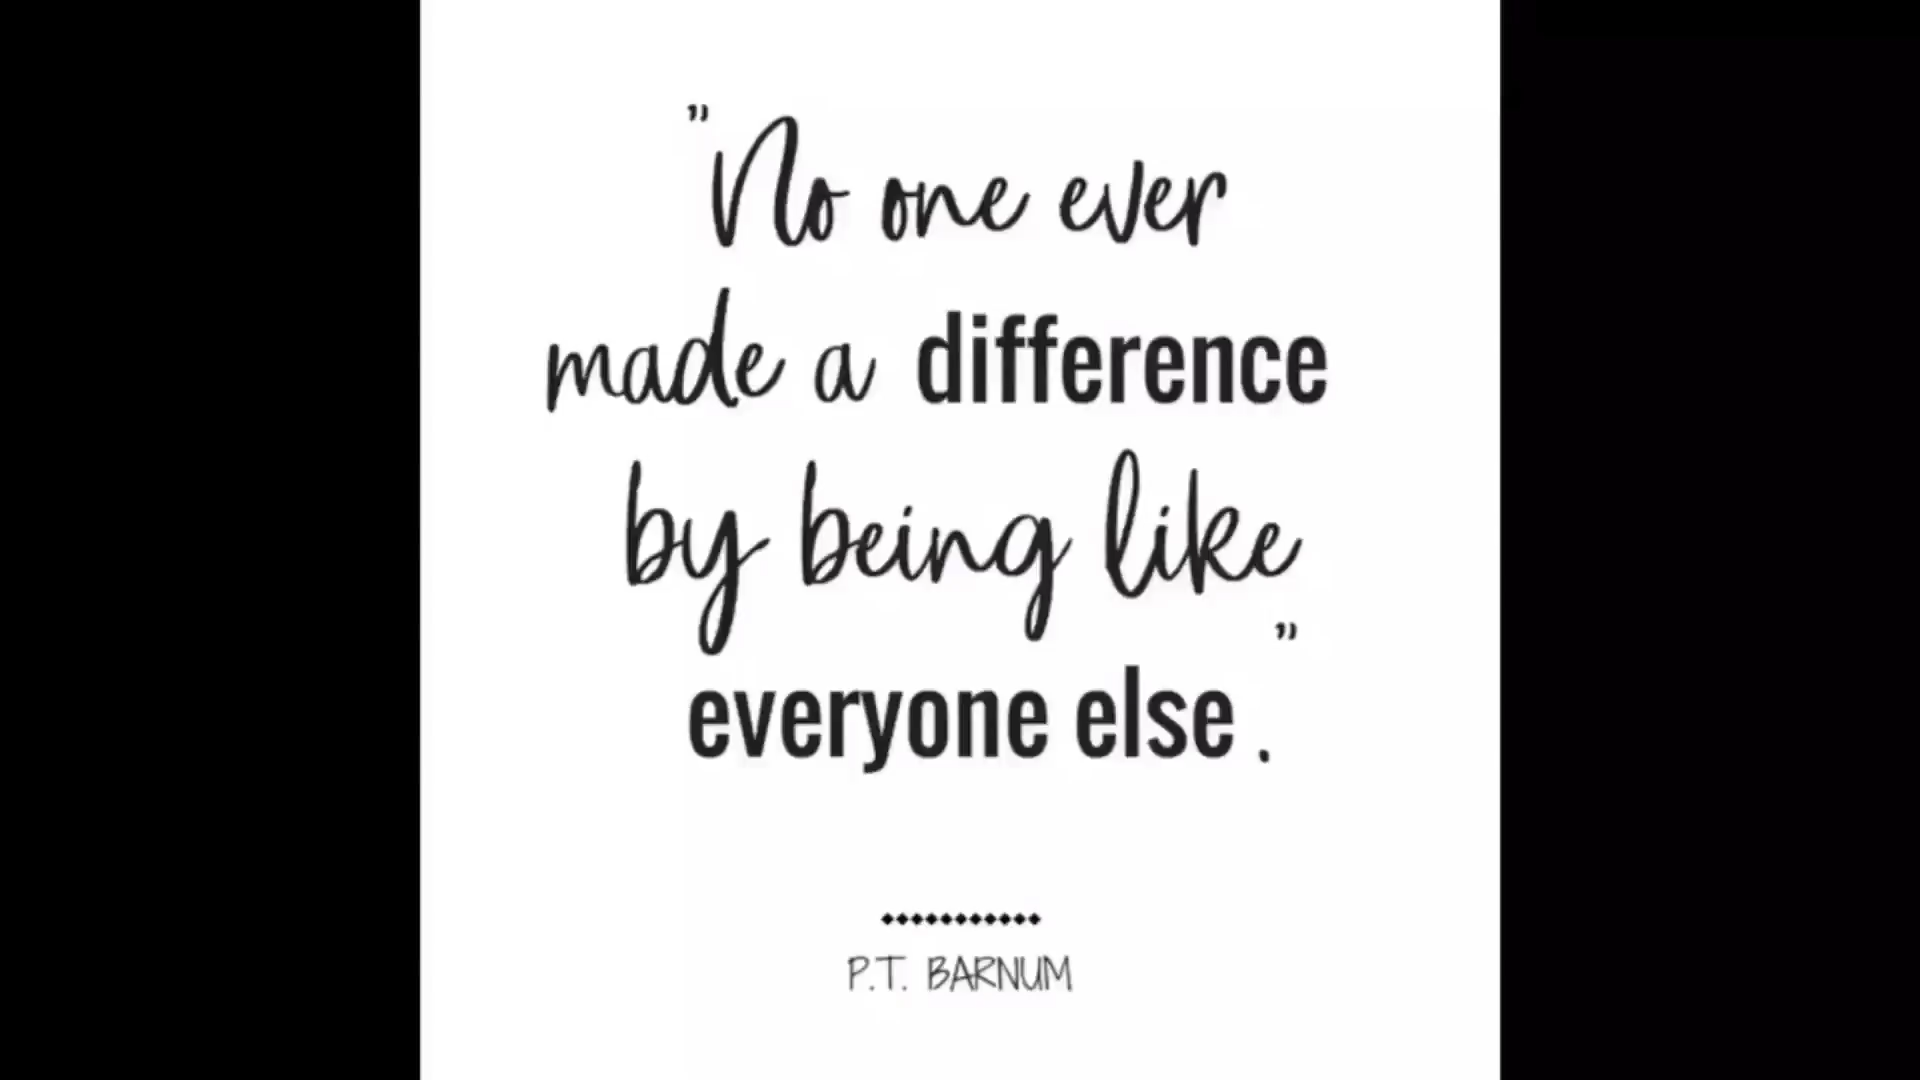 ”No one ever
made a difference
by being like
everyone else .”
P.T. BARNUM